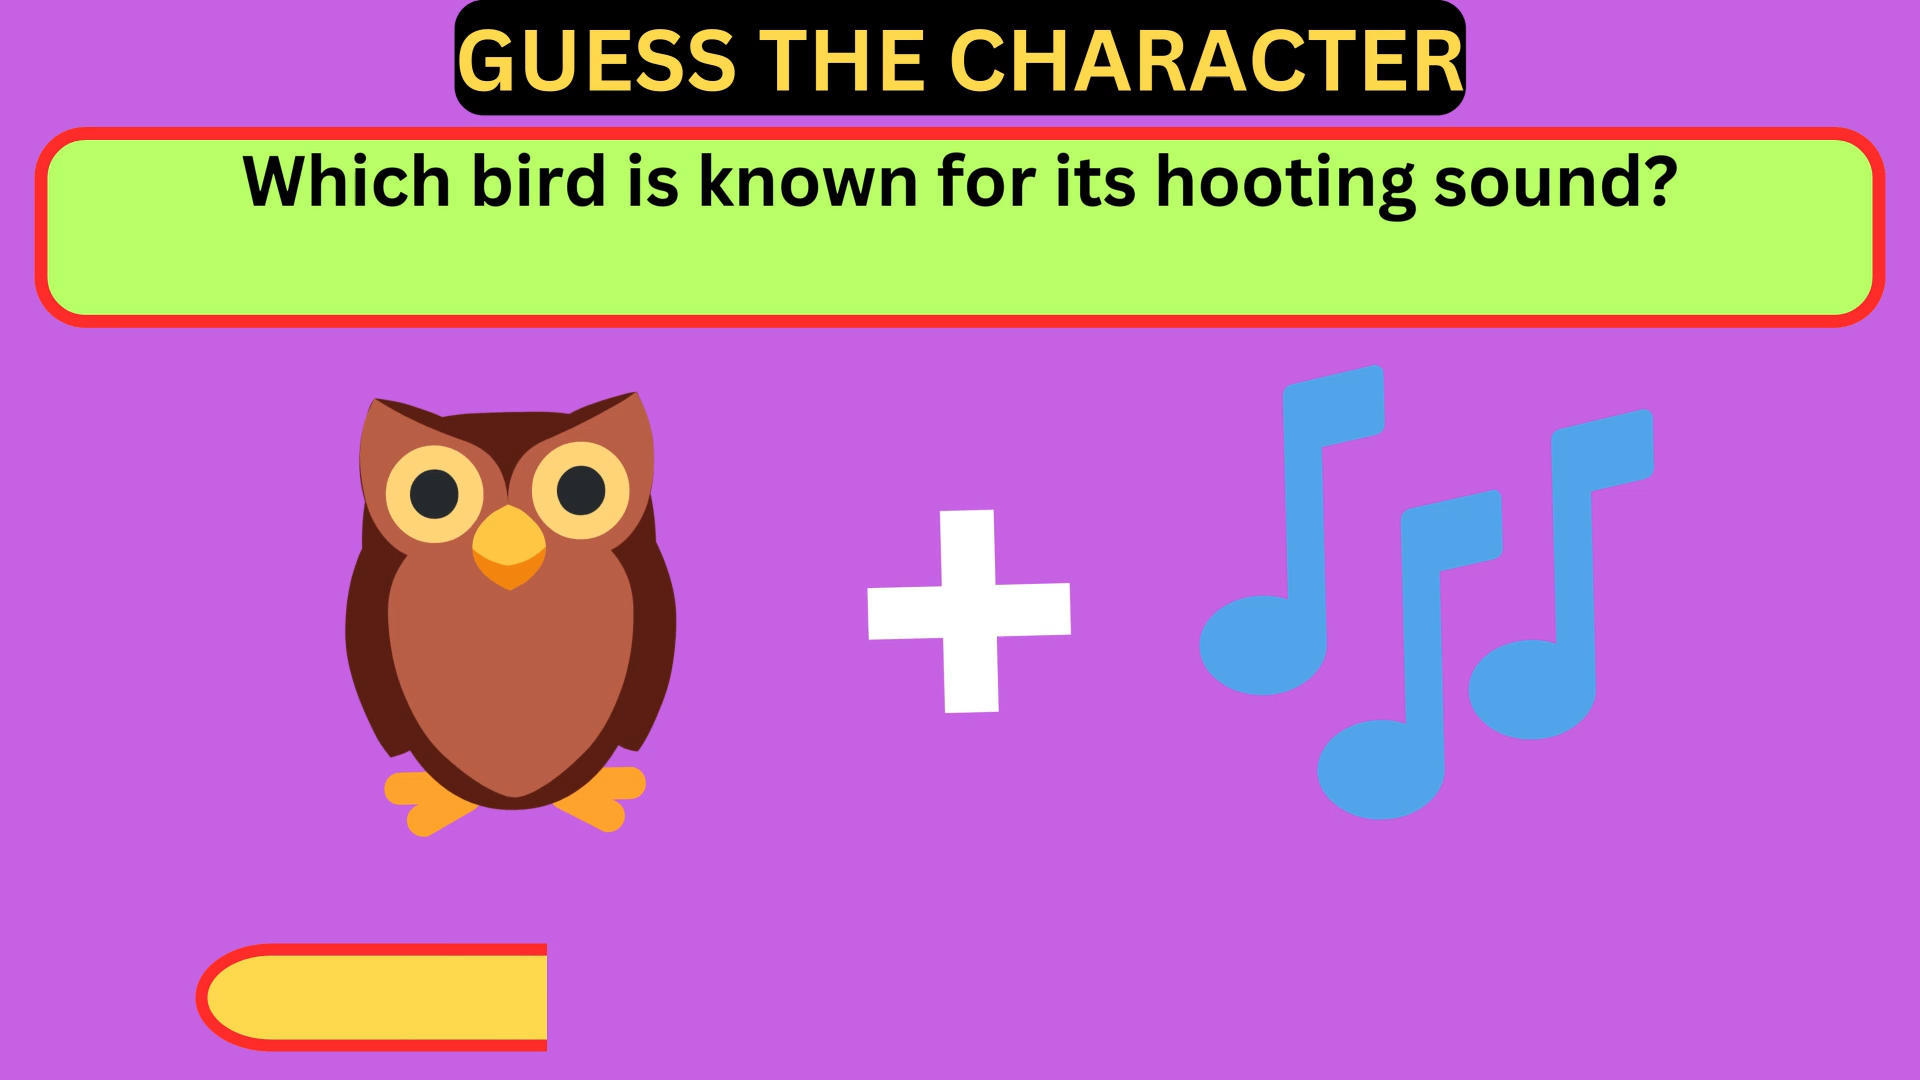 GUESS THE CHARACTER
Which bird is known for its hooting sound?